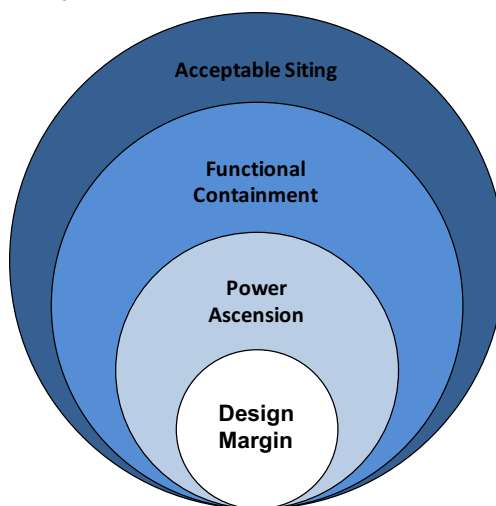 Acceptable Siting
Functional
Containment
Power
Ascension
Design
Margin